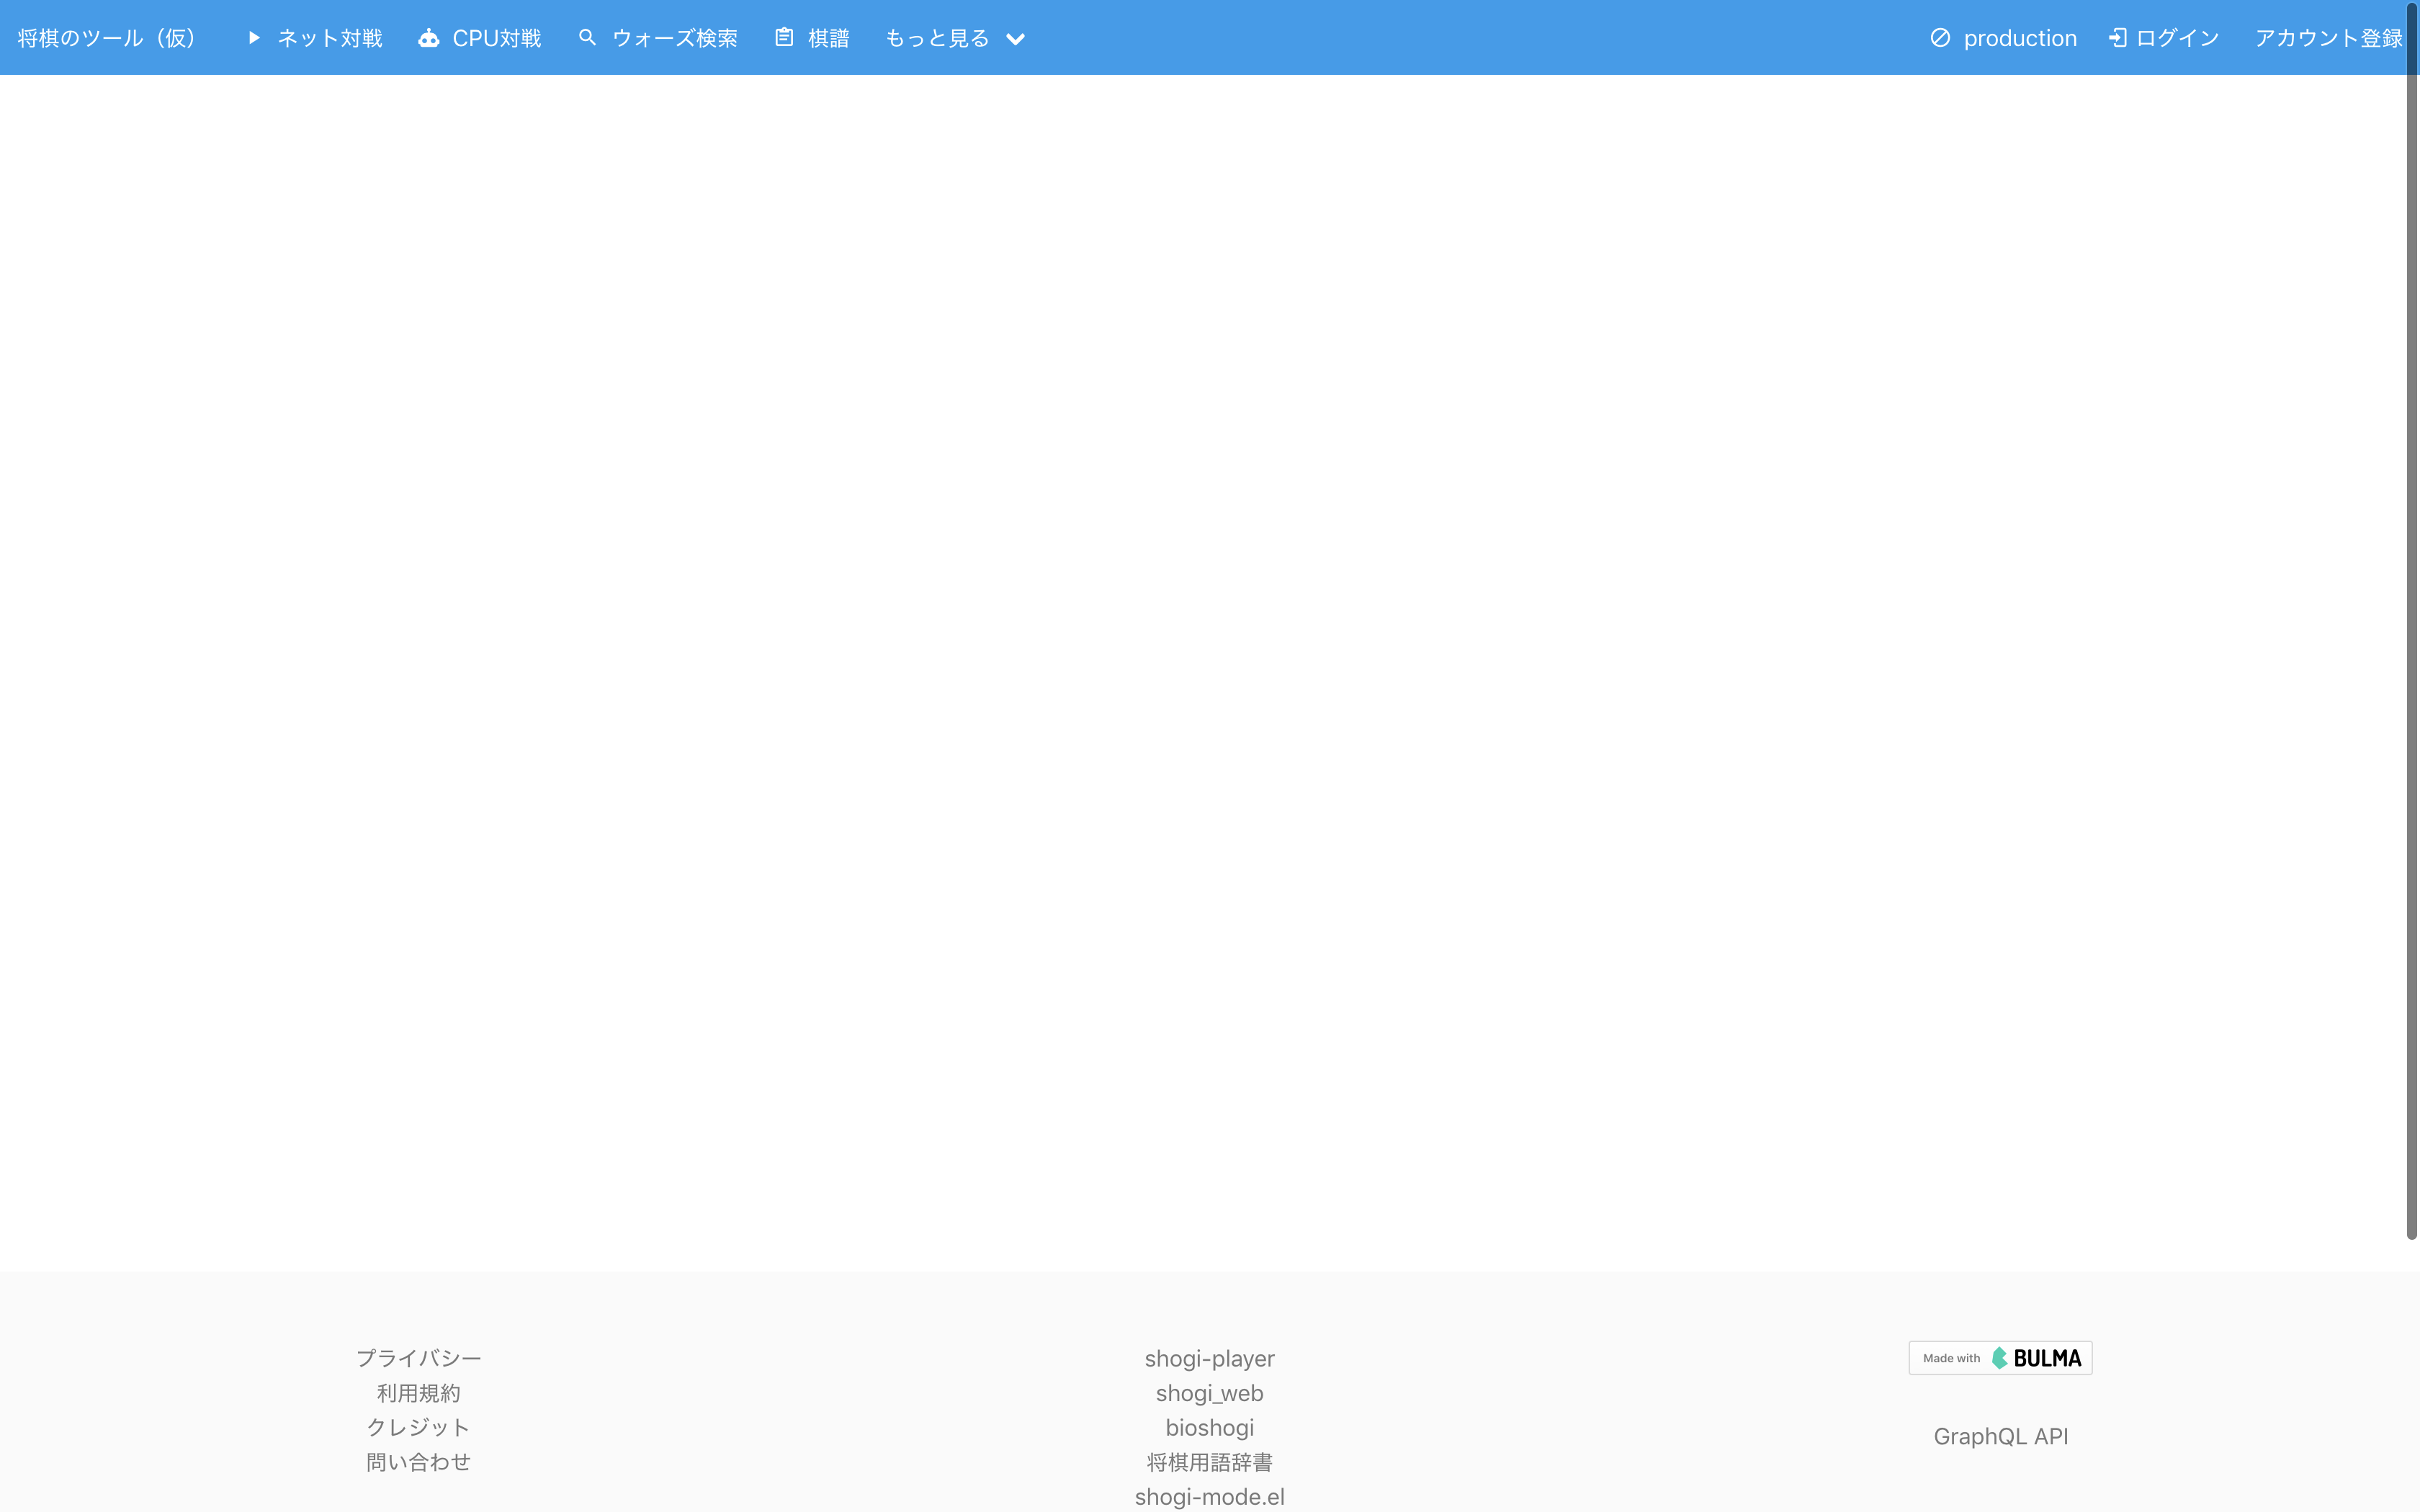 将棋のツール（仮） ネット対戦 CPU対戦 ウォーズ検索 棋譜 もっと見る production ログイン アカウント登録
プライバシー
利用規約
クレジット
問い合わせ
shogi-player
shogi_web
bioshogi
将棋用語辞書
shogi-mode.el
Made with BULMA
GraphQL API